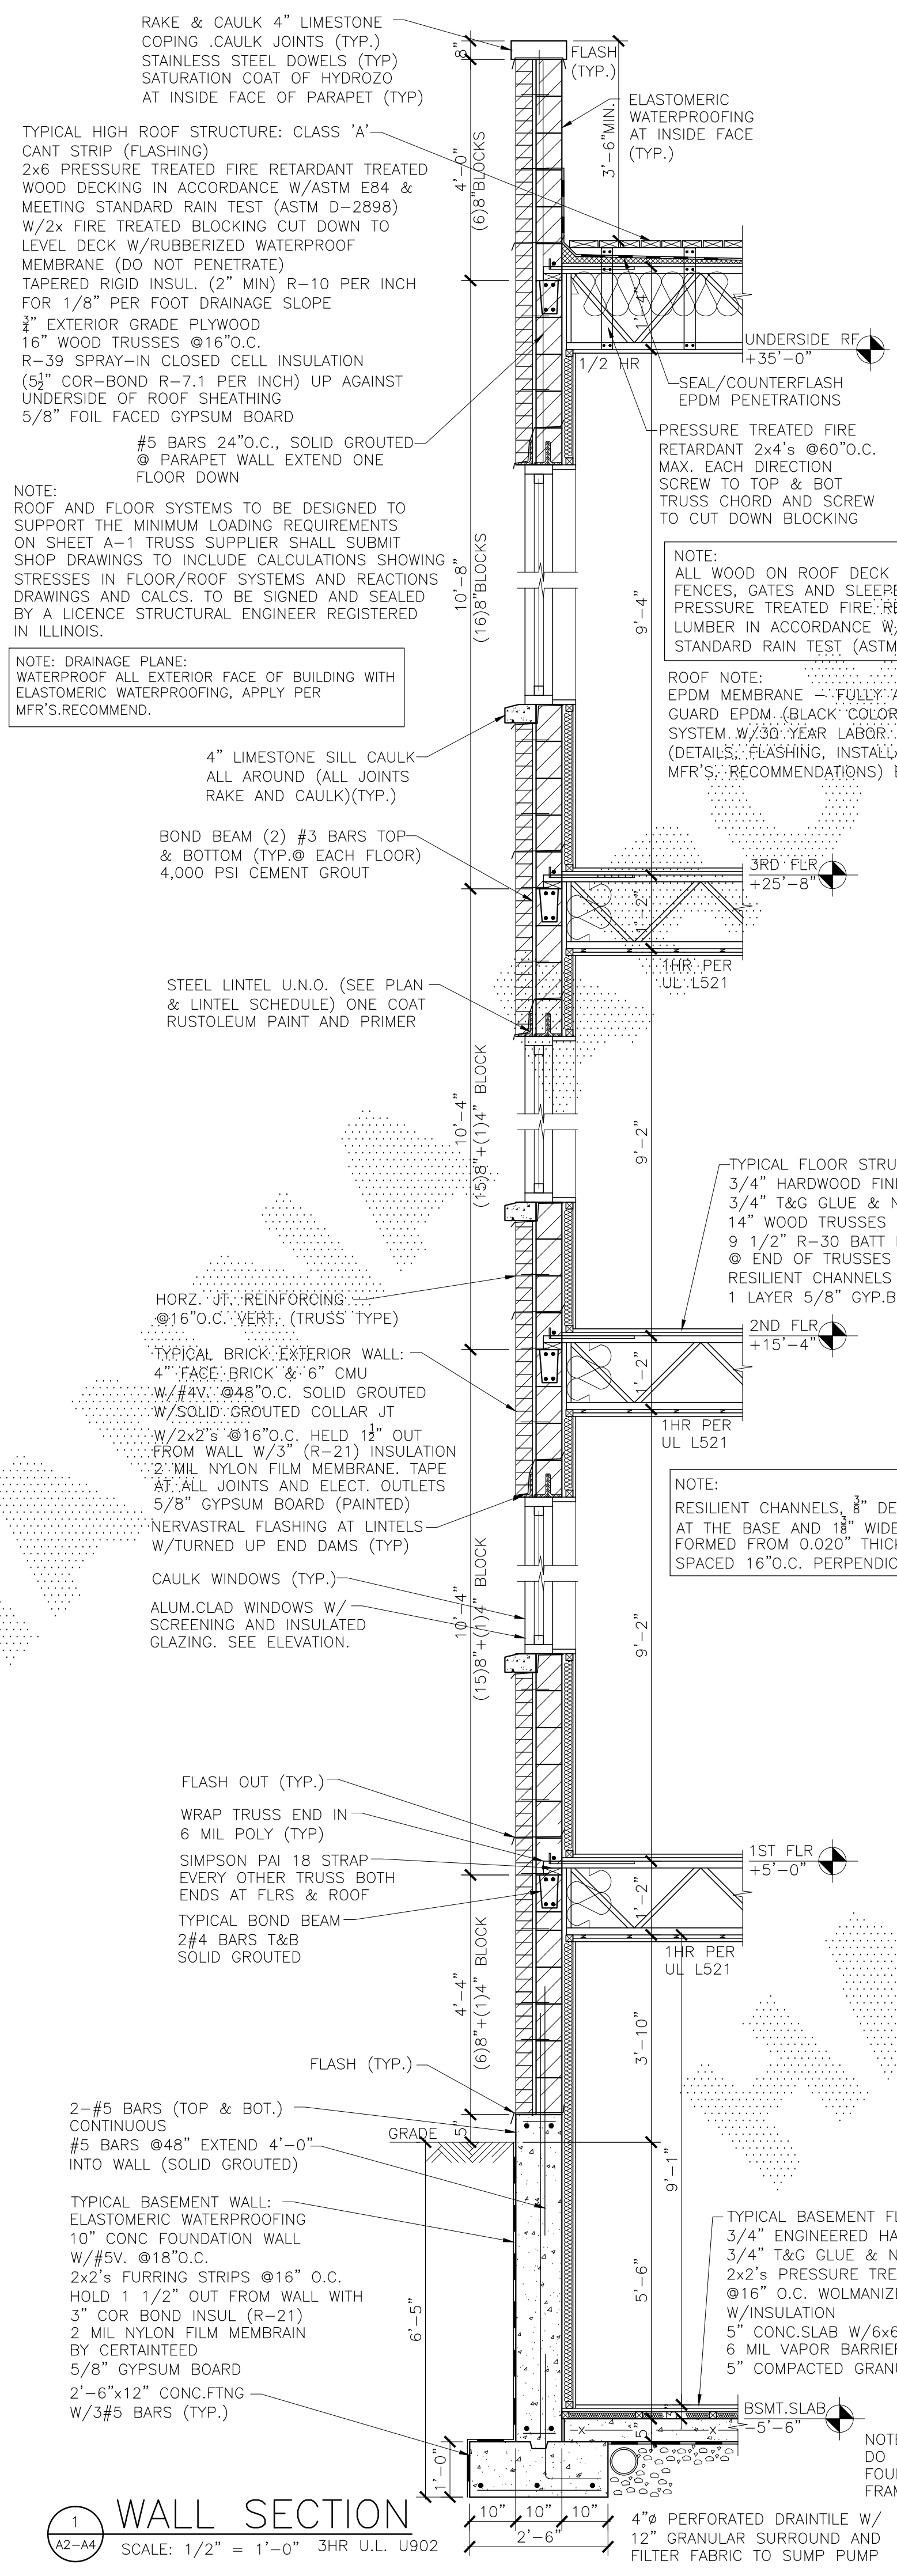 RAKE & CAULK 4" LIMESTONE
COPING .CAULK JOINTS (TYP.)
STAINLESS STEEL DOWELS (TYP)
SATURATION COAT OF HYDROZO
AT INSIDE FACE OF PARAPET (TYP)
8"
FLASH
(TYP.)
3'-6"MIN.
ELASTOMERIC
WATERPROOFING
AT INSIDE FACE
(TYP.)
TYPICAL HIGH ROOF STRUCTURE: CLASS 'A'
CANT STRIP (FLASHING)
2x6 PRESSURE TREATED FIRE RETARDANT TREATED
WOOD DECKING IN ACCORDANCE W/ASTM E84 &
MEETING STANDARD RAIN TEST (ASTM D-2898)
W/2x FIRE TREATED BLOCKING CUT DOWN TO
LEVEL DECK W/RUBBERIZED WATERPROOF
MEMBRANE (DO NOT PENETRATE)
TAPERED RIGID INSUL. (2" MIN) R-10 PER INCH
FOR 1/8" PER FOOT DRAINAGE SLOPE
3/4" EXTERIOR GRADE PLYWOOD
16" WOOD TRUSSES @16"O.C.
R-39 SPRAY-IN CLOSED CELL INSULATION
(5 1/2" COR-BOND R-7.1 PER INCH) UP AGAINST
UNDERSIDE OF ROOF SHEATHING
5/8" FOIL FACED GYPSUM BOARD
4'-0"
(6)8"BLOCKS
1'-4"
UNDERSIDE RF
+35'-0"
1/2 HR
SEAL/COUNTERFLASH
EPDM PENETRATIONS
#5 BARS 24"O.C., SOLID GROUTED
@ PARAPET WALL EXTEND ONE
FLOOR DOWN
PRESSURE TREATED FIRE
RETARDANT 2x4's @60"O.C.
MAX. EACH DIRECTION
SCREW TO TOP & BOT
TRUSS CHORD AND SCREW
TO CUT DOWN BLOCKING
NOTE:
ROOF AND FLOOR SYSTEMS TO BE DESIGNED TO
SUPPORT THE MINIMUM LOADING REQUIREMENTS
ON SHEET A-1 TRUSS SUPPLIER SHALL SUBMIT
SHOP DRAWINGS TO INCLUDE CALCULATIONS SHOWING
STRESSES IN FLOOR/ROOF SYSTEMS AND REACTIONS
DRAWINGS AND CALCS. TO BE SIGNED AND SEALED
BY A LICENCE STRUCTURAL ENGINEER REGISTERED
IN ILLINOIS.
10'-8"
(16)8"BLOCKS
9'-4"
NOTE:
ALL WOOD ON ROOF DECK
FENCES, GATES AND
PRESSURE TREATED FIRE
LUMBER IN ACCORDANCE
STANDARD RAIN TEST (ASTM
NOTE: DRAINAGE PLANE:
WATERPROOF ALL EXTERIOR FACE OF BUILDING WITH
ELASTOMERIC WATERPROOFING, APPLY PER
MFR'S.RECOMMEND.
ROOF NOTE:
EPDM MEMBRANE - FULLY
GUARD EPDM (BLACK COLOR
SYSTEM W/30 YEAR LABOR
(DETAILS, FLASHING,
MFR'S. RECOMMENDATIONS)
4" LIMESTONE SILL CAULK
ALL AROUND (ALL JOINTS
RAKE AND CAULK)(TYP.)
BOND BEAM (2) #3 BARS TOP
& BOTTOM (TYP.@ EACH FLOOR)
4,000 PSI CEMENT GROUT
3RD FLR
+25'-8"
1'-2"
1HR PER
UL L521
STEEL LINTEL U.N.O. (SEE PLAN
& LINTEL SCHEDULE) ONE COAT
RUSTOLEUM PAINT AND PRIMER
10'-4"
(15)8"+(1)4" BLOCK
9'-2"
TYPICAL FLOOR
3/4" HARDWOOD
3/4" T&G GLUE &
14" WOOD TRUSSES
9 1/2" R-30 BATT
@ END OF TRUSSES
RESILIENT CHANNELS
1 LAYER 5/8"
HORZ. JT. REINFORCING
@16"O.C. VERT. (TRUSS TYPE)
2ND FLR
+15'-4"
1'-2"
1HR PER
UL L521
TYPICAL BRICK EXTERIOR WALL:
4" FACE BRICK & 6" CMU
W/#4V. @48"O.C. SOLID GROUTED
W/SOLID GROUTED COLLAR JT
W/2x2's @16"O.C. HELD 1 1/2" OUT
FROM WALL W/3" (R-21) INSULATION
2 MIL NYLON FILM MEMBRANE. TAPE
AT ALL JOINTS AND ELECT. OUTLETS
5/8" GYPSUM BOARD (PAINTED)
NERVASTRAL FLASHING AT LINTELS
W/TURNED UP END DAMS (TYP)
NOTE:
RESILIENT CHANNELS, 3/8"
AT THE BASE AND 1 3/8" WIDE
FORMED FROM 0.020"
SPACED 16"O.C.
CAULK WINDOWS (TYP.)
ALUM.CLAD WINDOWS W/
SCREENING AND INSULATED
GLAZING. SEE ELEVATION.
10'-4"
(15)8"+(1)4" BLOCK
9'-2"
FLASH OUT (TYP.)
WRAP TRUSS END IN
6 MIL POLY (TYP)
SIMPSON PAI 18 STRAP
EVERY OTHER TRUSS BOTH
ENDS AT FLRS & ROOF
TYPICAL BOND BEAM
2#4 BARS T&B
SOLID GROUTED
1ST FLR
+5'-0"
1'-2"
1HR PER
UL L521
4'-4"
(6)8"+(1)4" BLOCK
3'-10"
FLASH (TYP.)
2-#5 BARS (TOP & BOT.)
CONTINUOUS
#5 BARS @48" EXTEND 4'-0"
INTO WALL (SOLID GROUTED)
GRADE
5"
9'-1"
TYPICAL BASEMENT WALL:
ELASTOMERIC WATERPROOFING
10" CONC FOUNDATION WALL
W/#5V. @18"O.C.
2x2's FURRING STRIPS @16" O.C.
HOLD 1 1/2" OUT FROM WALL WITH
3" COR BOND INSUL (R-21)
2 MIL NYLON FILM MEMBRAIN
BY CERTAINTEED
5/8" GYPSUM BOARD
2'-6"x12" CONC.FTNG
W/3#5 BARS (TYP.)
6'-5"
5'-6"
TYPICAL BASEMENT
3/4" ENGINEERED
3/4" T&G GLUE &
2x2's PRESSURE
@16" O.C.
W/INSULATION
5" CONC.SLAB
6 MIL VAPOR BARRIER
5" COMPACTED
BSMT.SLAB
-5'-6"
5"
DO
1'-0"
10" 10" 10"
2'-6"
4"ø PERFORATED DRAINTILE W/
12" GRANULAR SURROUND AND
FILTER FABRIC TO SUMP PUMP
1
A2-A4
WALL SECTION
SCALE: 1/2" = 1'-0" 3HR U.L. U902